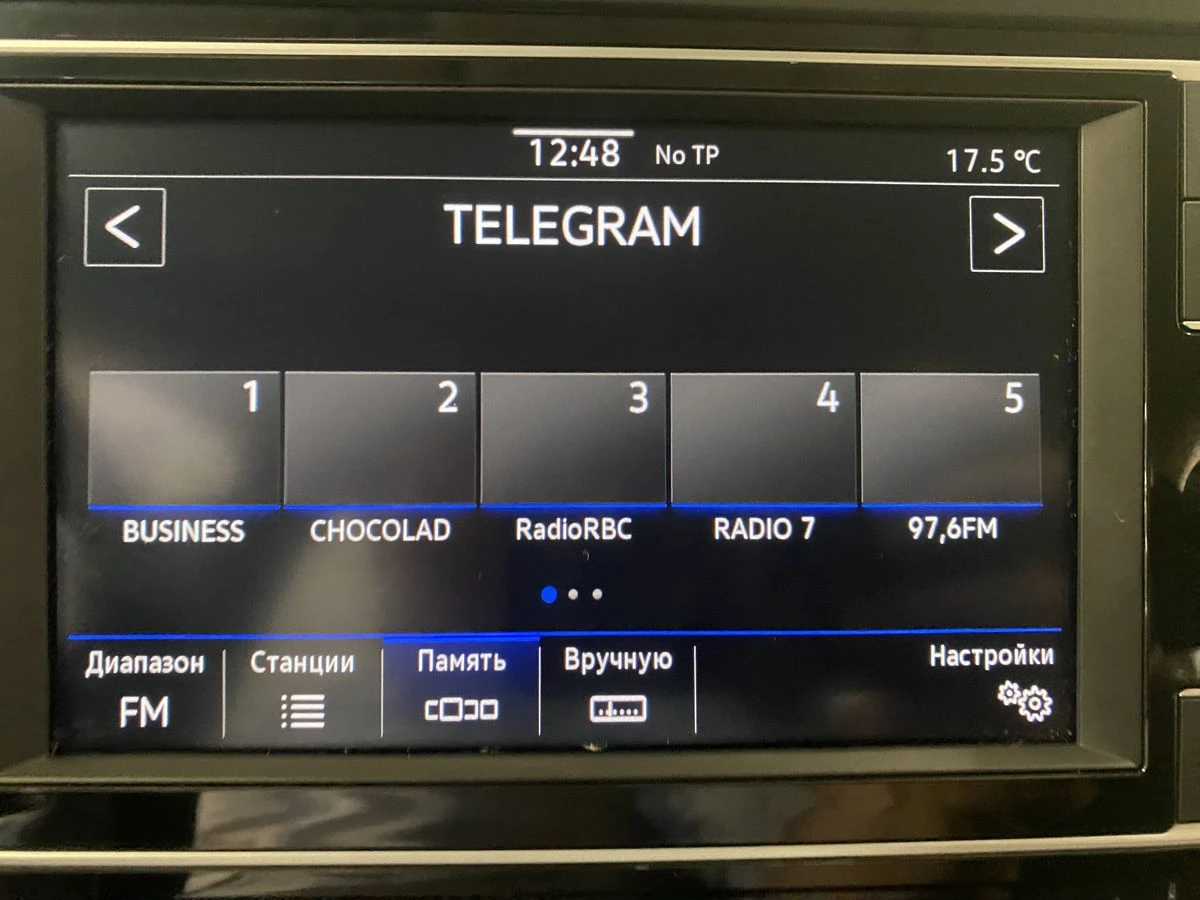 12:48 No TP 17.5 °C
< TELEGRAM >
1 2 3 4 5
BUSINESS CHOCOLAD RadioRBC RADIO 7 97,6FM
Диапазон Станции Память Вручную Настройки
FM